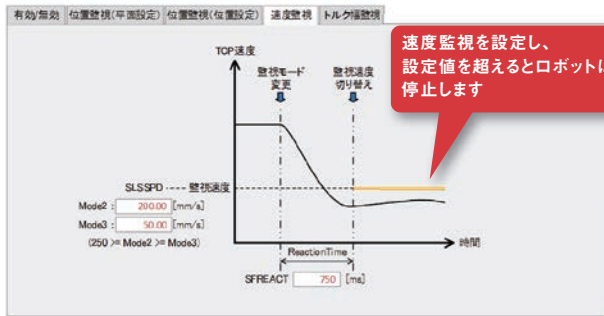 有効/無効 位置監視(平面設定) 位置監視(位置設定) 速度監視 トルク幅監視
速度監視を設定し、
設定値を超えるとロボットは
停止します
TCP速度
監視モード
変更
監視速度
切り替え
SLSSPD ---- 監視速度
Mode2 : 200.00 [mm/s]
Mode3 : 50.00 [mm/s]
(250 >= Mode2 >= Mode3)
時間
ReactionTime
SFREACT 750 [ms]